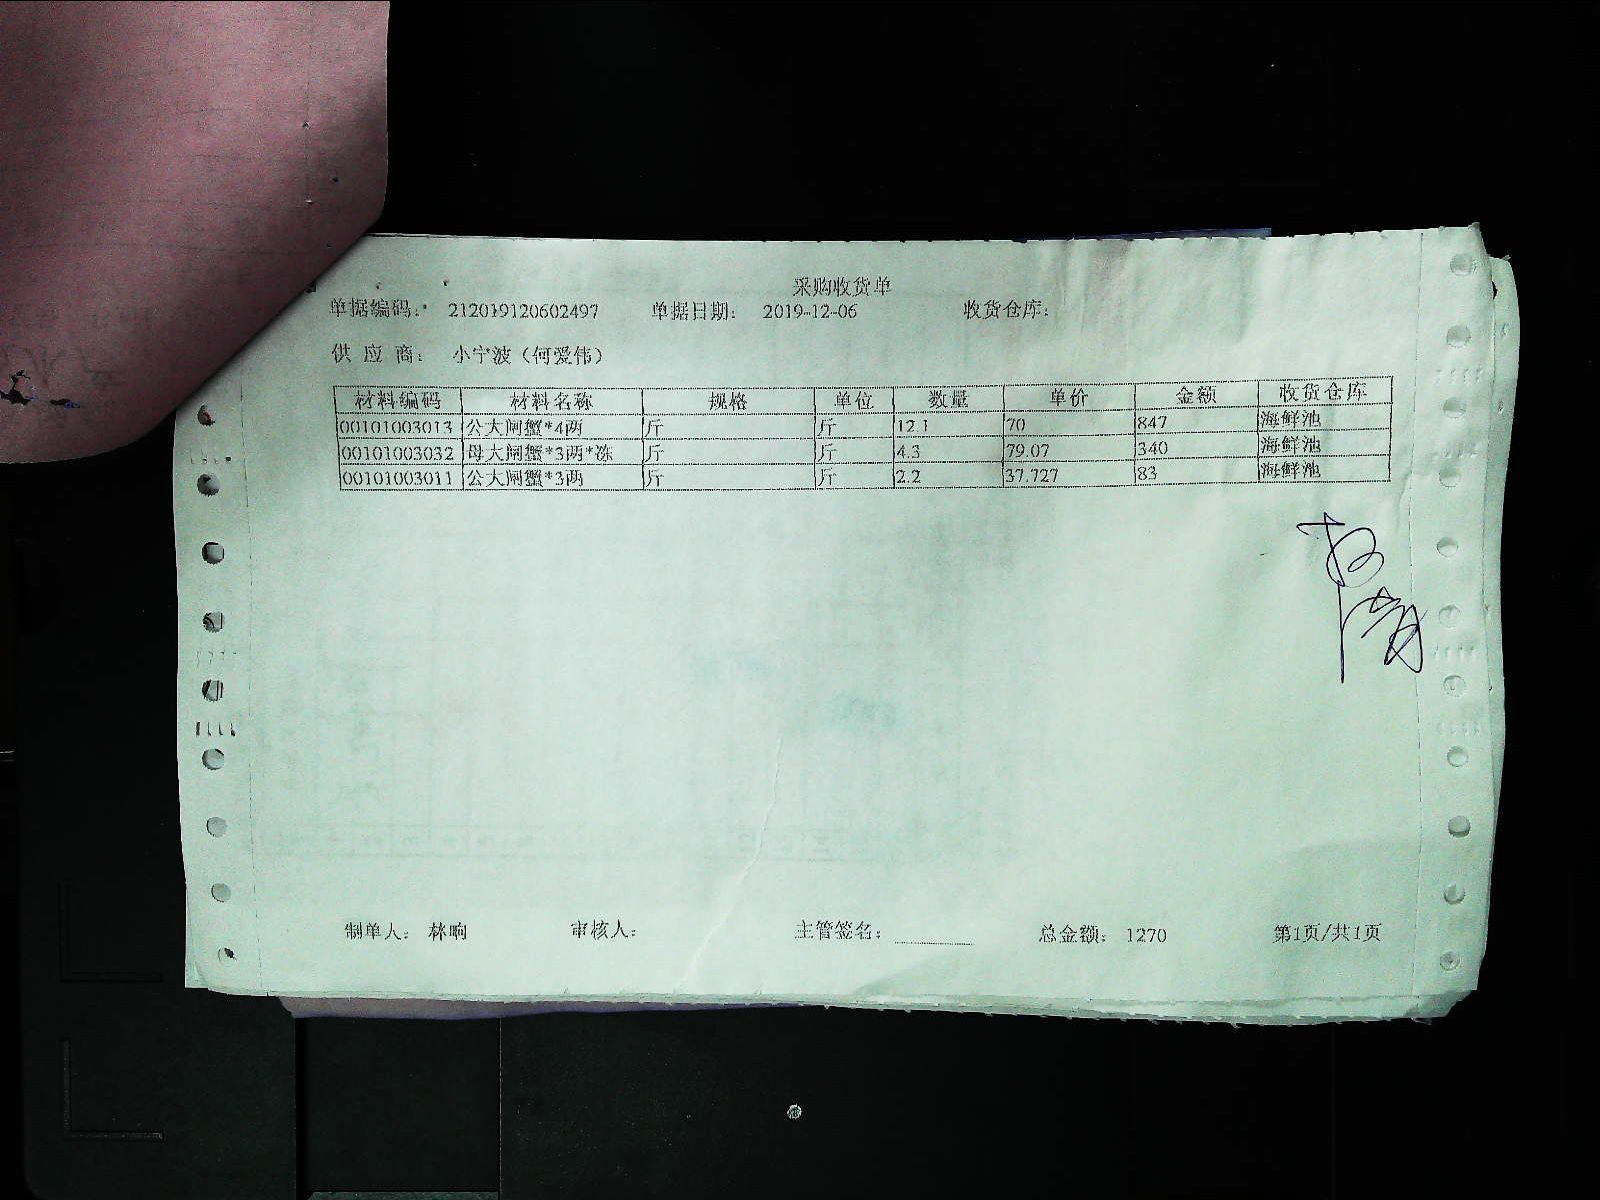 采购收货单
单据编码: 212019120602497 单据日期: 2019-12-06 收货仓库:
供应商: 小宁波(何爱伟)
材料编码 材料名称 规格 单位 数量 单价 金额 收货仓库
00101003013 公大闸蟹*4两 斤 斤 12.1 70 847 海鲜池
00101003032 母大闸蟹*3两*冻 斤 斤 4.3 79.07 340 海鲜池
00101003011 公大闸蟹*3两 斤 斤 2.2 37.727 83 海鲜池
制单人: 林响 审核人: 主管签名: 总金额: 1270 第1页/共1页